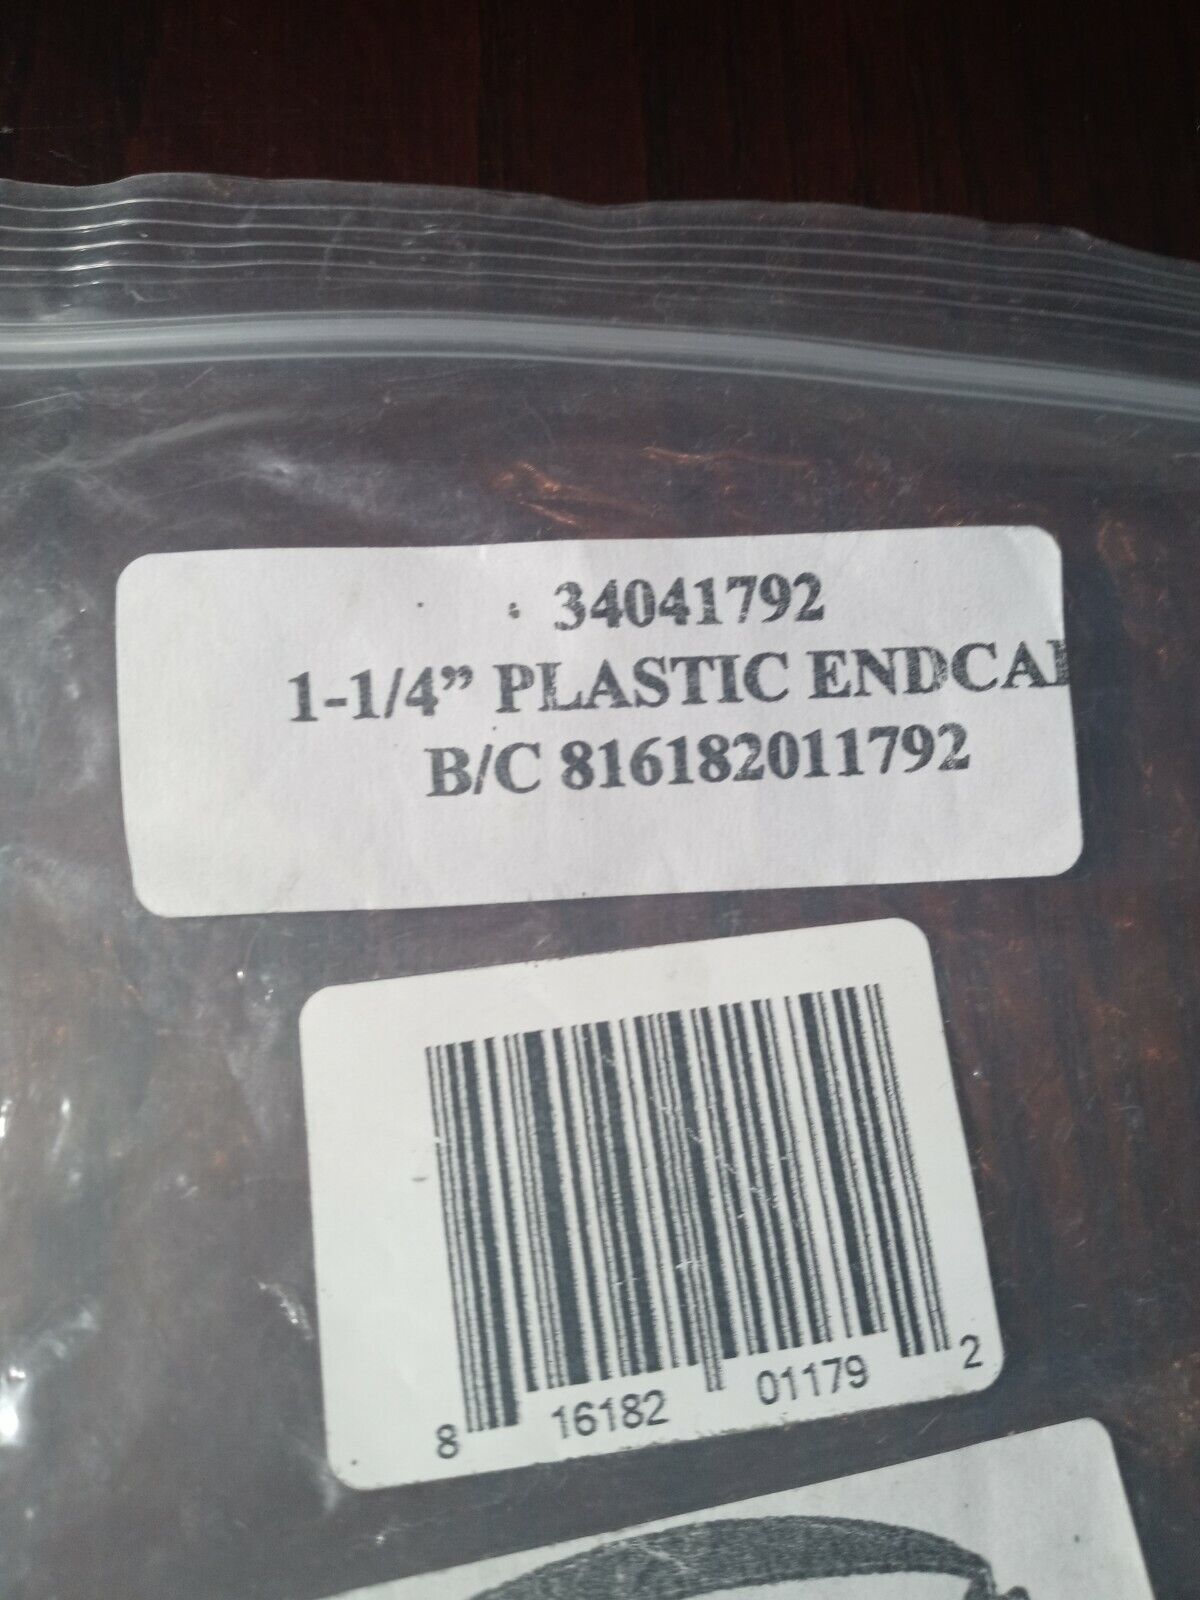 34041792
1-1/4” PLASTIC ENDCA
B/C 816182011792
8 16182 01179 2